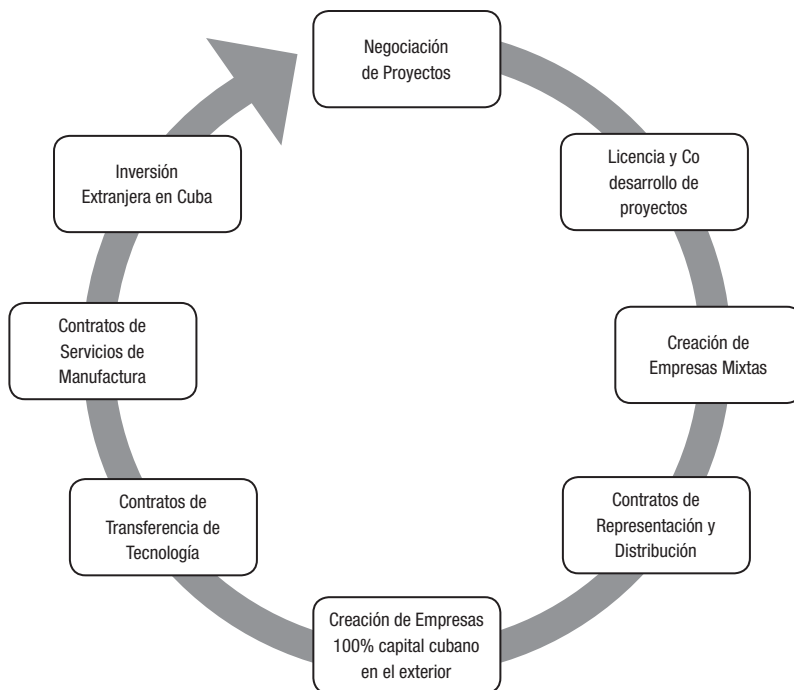 Negociación
de Proyectos
Licencia y Co
desarrollo de
proyectos
Creación de
Empresas Mixtas
Contratos de
Representación y
Distribución
Creación de Empresas
100% capital cubano
en el exterior
Contratos de
Transferencia de
Tecnología
Contratos de
Servicios de
Manufactura
Inversión
Extranjera en Cuba